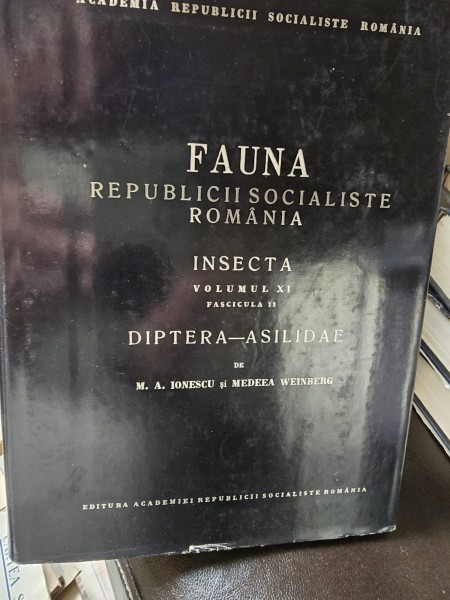 ACADEMIA REPUBLICII SOCIALISTE ROMÂNIA
FAUNA
REPUBLICII SOCIALISTE
ROMÂNIA
INSECTA
VOLUMUL XI
FASCICULA II
DIPTERA—ASILIDAE
DE
M. A. IONESCU și MEDEEA WEINBERG
EDITURA ACADEMIEI REPUBLICII SOCIALISTE ROMÂNIA